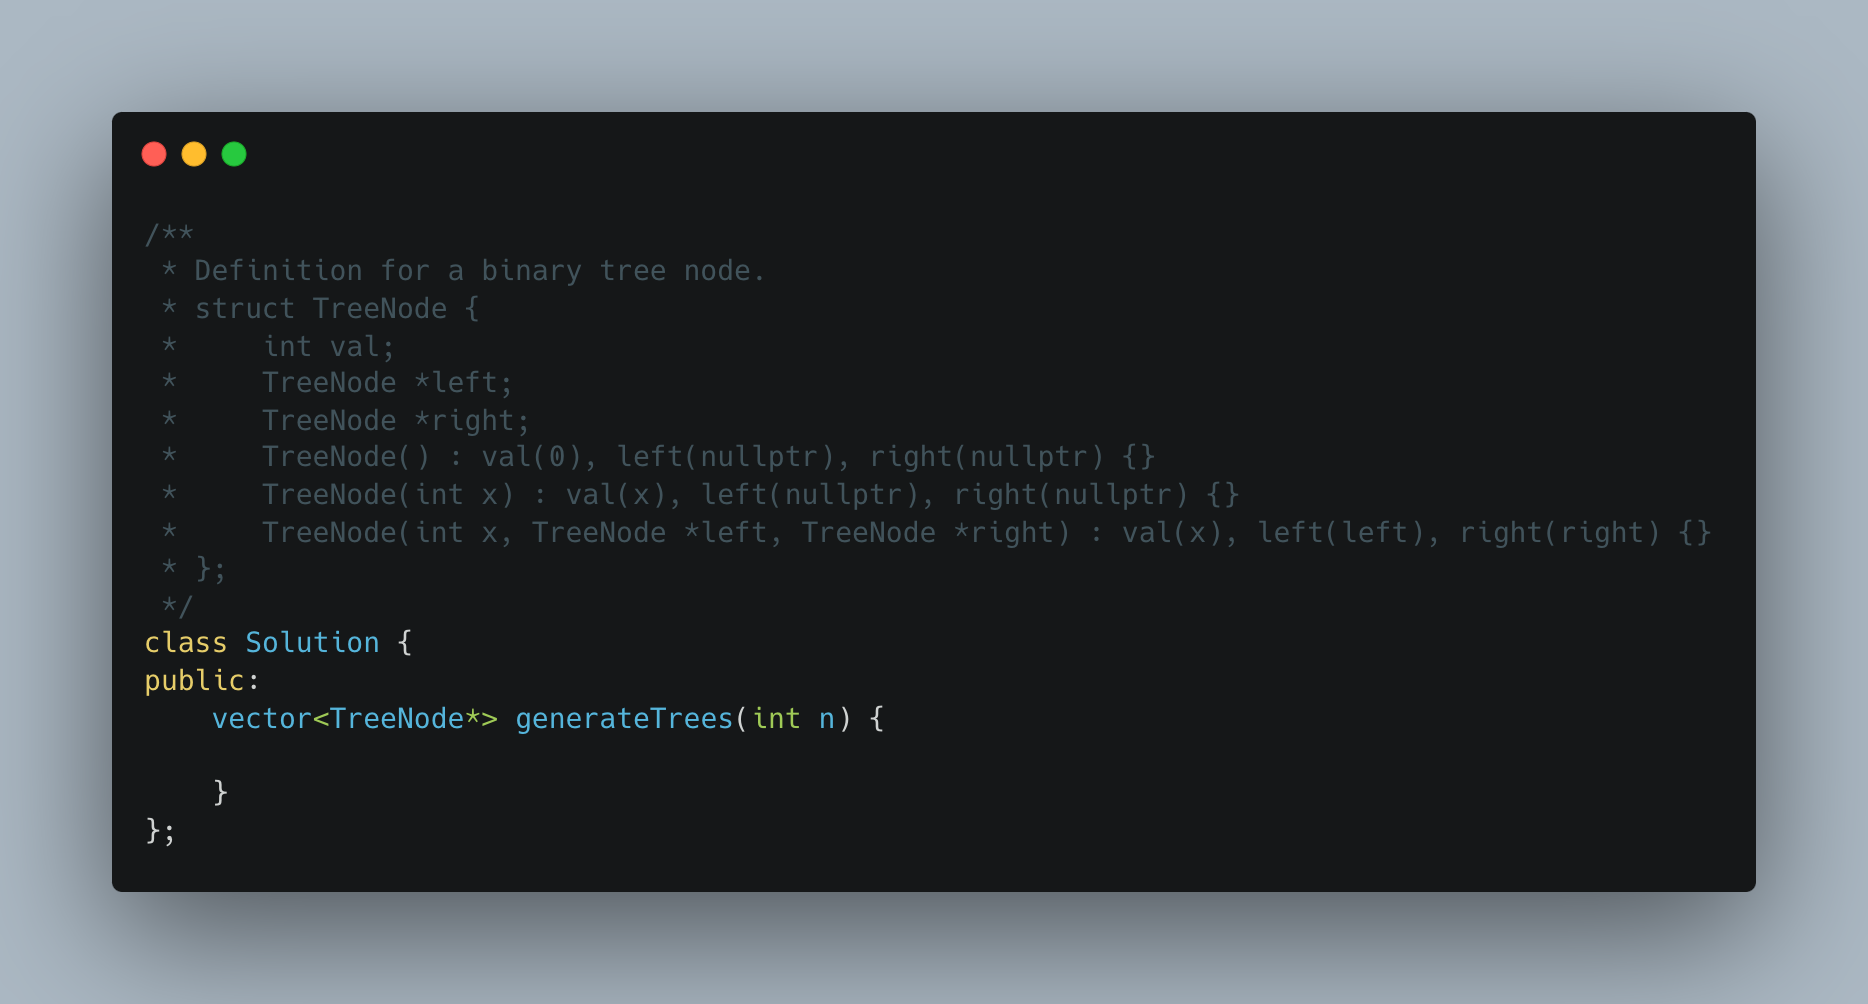 /**
 * Definition for a binary tree node.
 * struct TreeNode {
 *     int val;
 *     TreeNode *left;
 *     TreeNode *right;
 *     TreeNode() : val(0), left(nullptr), right(nullptr) {}
 *     TreeNode(int x) : val(x), left(nullptr), right(nullptr) {}
 *     TreeNode(int x, TreeNode *left, TreeNode *right) : val(x), left(left), right(right) {}
 * };
 */
class Solution {
public:
    vector<TreeNode*> generateTrees(int n) {

    }
};